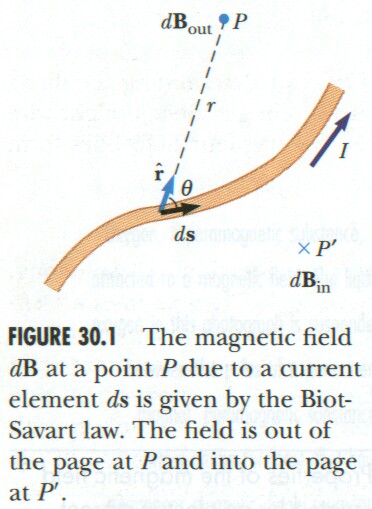 dBout P
r
r̂
θ
I
ds
× P′
dBin
FIGURE 30.1 The magnetic field
dB at a point P due to a current
element ds is given by the Biot-
Savart law. The field is out of
the page at P and into the page
at P′.